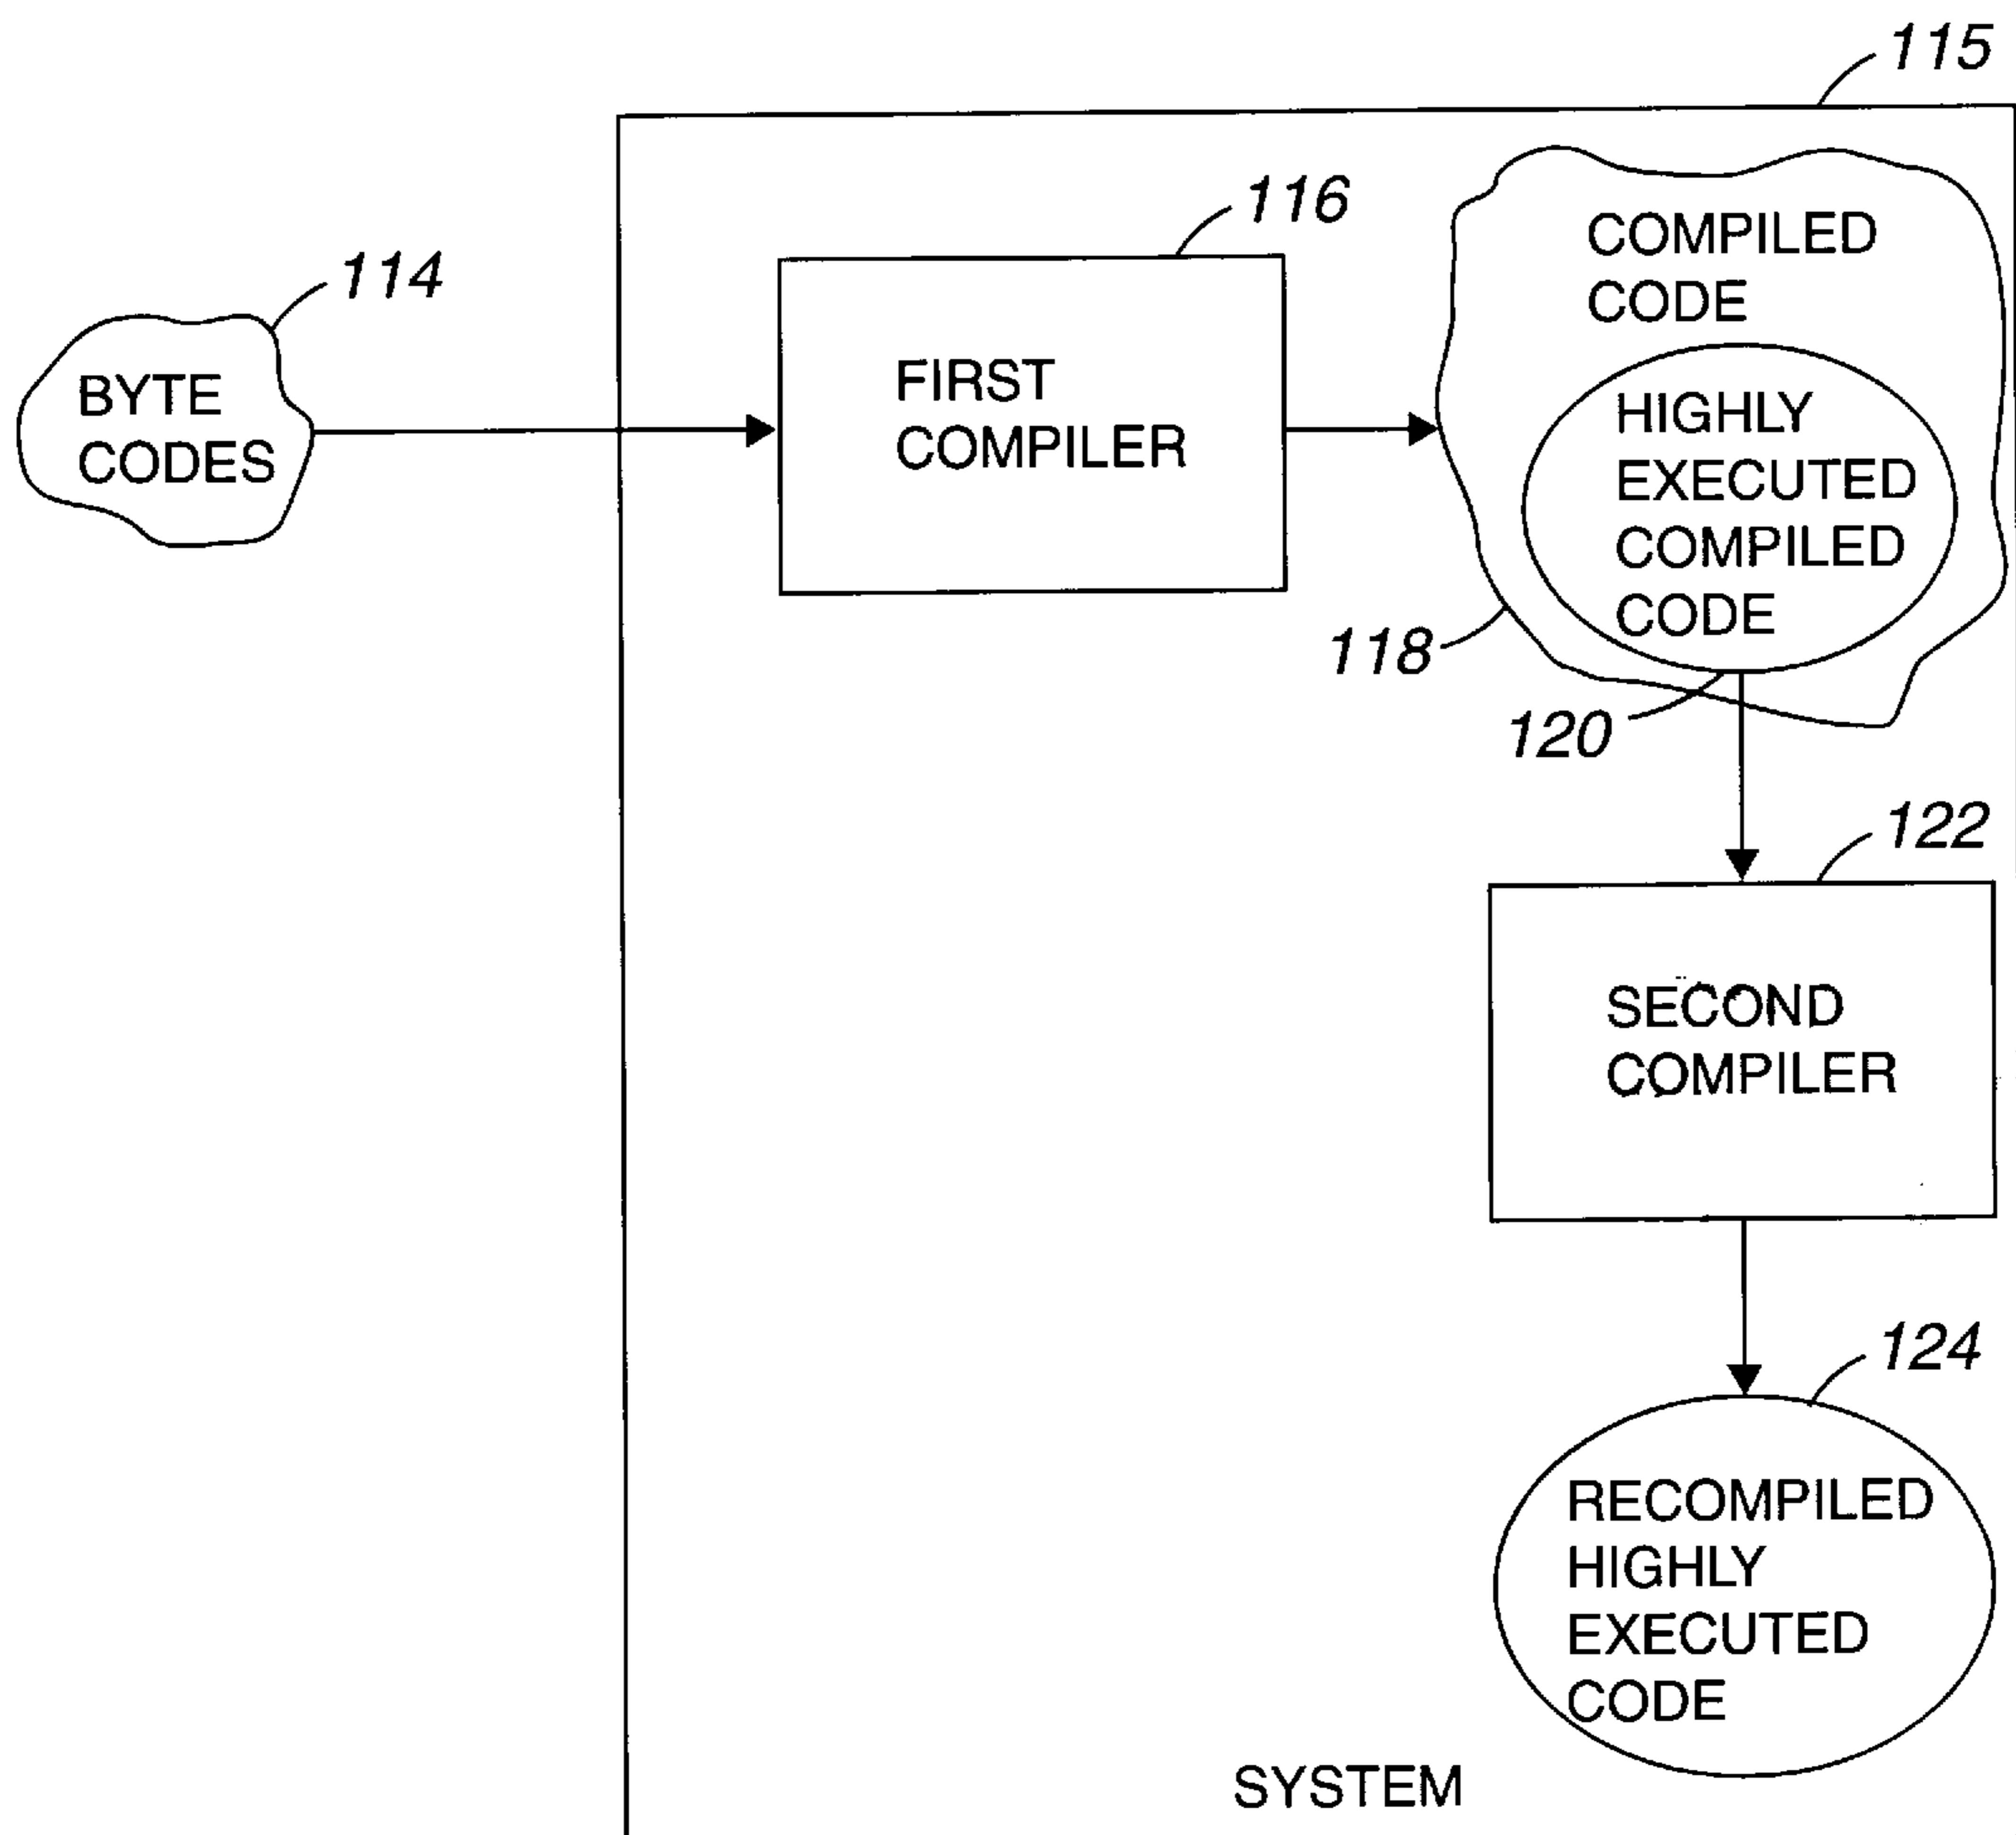 115
116
114
BYTE
CODES
FIRST
COMPILER
COMPILED
CODE
HIGHLY
EXECUTED
COMPILED
CODE
118
120
122
SECOND
COMPILER
124
RECOMPILED
HIGHLY
EXECUTED
CODE
SYSTEM